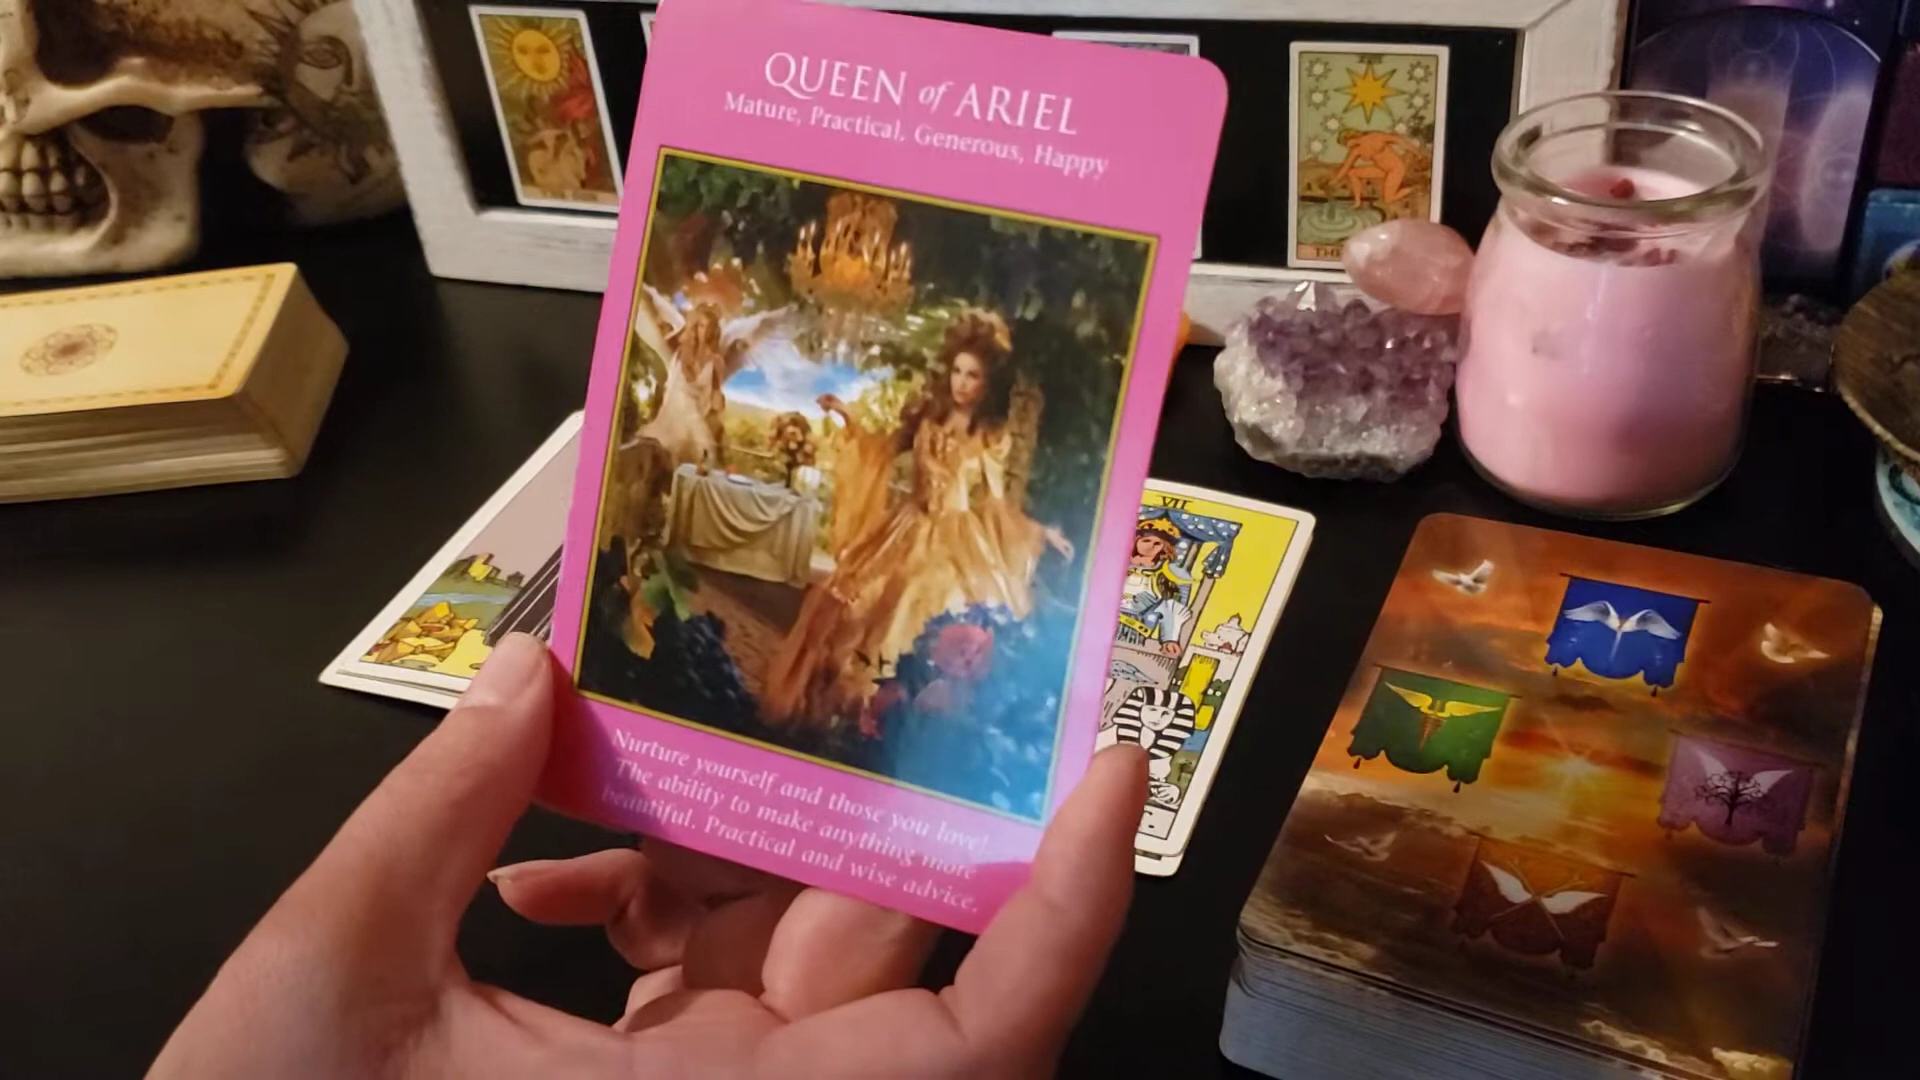 QUEEN of ARIEL
Mature, Practical, Generous, Happy
Nurture yourself and those you love!
The ability to make anything more
beautiful. Practical and wise advice.
VII